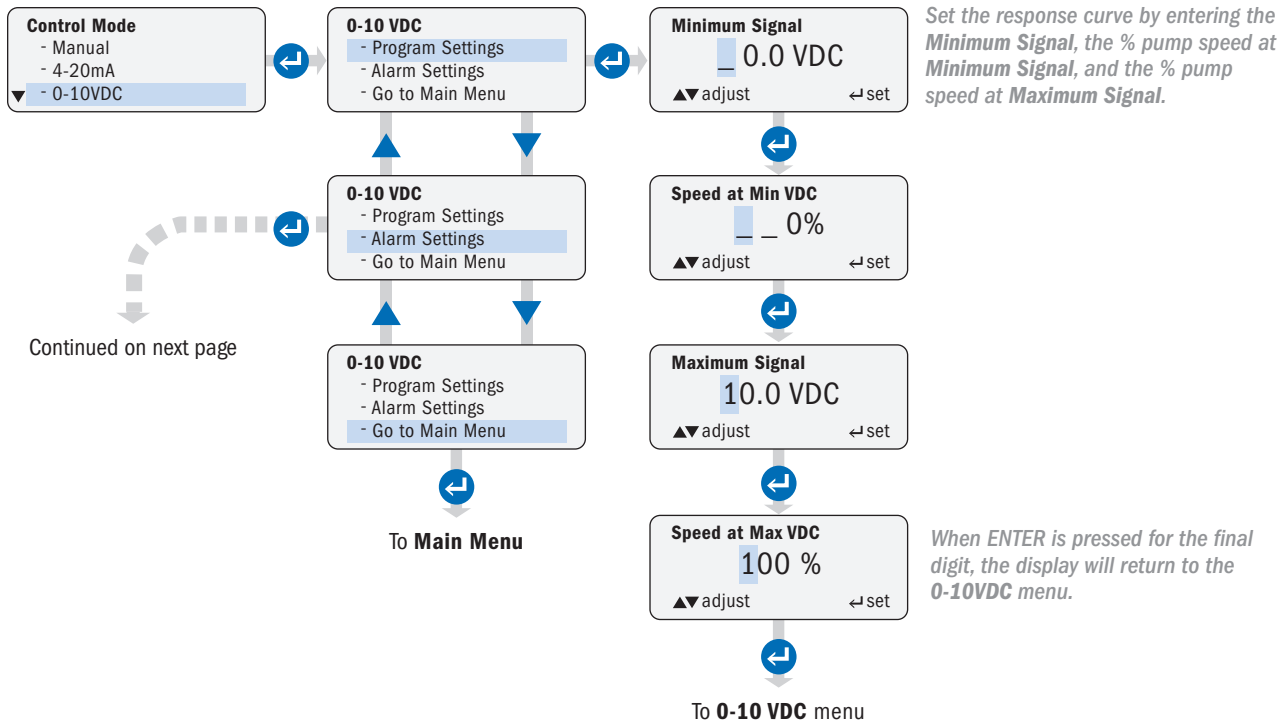 Control Mode
- Manual
- 4-20mA
▼ - 0-10VDC
0-10 VDC
- Program Settings
- Alarm Settings
- Go to Main Menu
Minimum Signal
_ 0.0 VDC
▲▼ adjust ↵ set
Set the response curve by entering the
Minimum Signal, the % pump speed at
Minimum Signal, and the % pump
speed at Maximum Signal.
0-10 VDC
- Program Settings
- Alarm Settings
- Go to Main Menu
Speed at Min VDC
_ _ 0%
▲▼ adjust ↵ set
Continued on next page
0-10 VDC
- Program Settings
- Alarm Settings
- Go to Main Menu
Maximum Signal
10.0 VDC
▲▼ adjust ↵ set
To Main Menu
Speed at Max VDC
100 %
▲▼ adjust ↵ set
When ENTER is pressed for the final
digit, the display will return to the
0-10VDC menu.
To 0-10 VDC menu